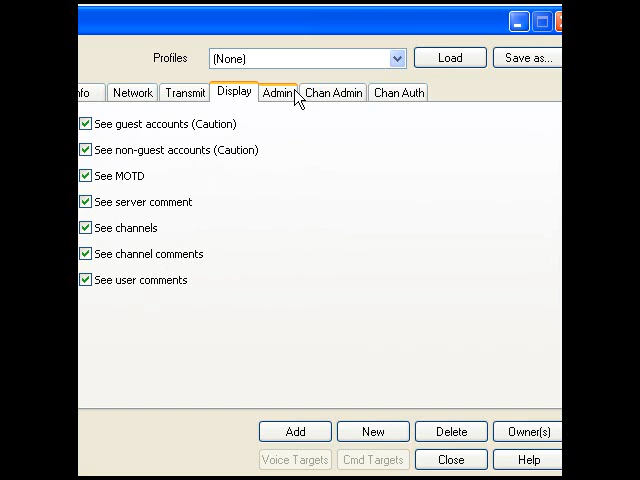 Profiles (None) Load Save as...
nfo Network Transmit Display Admin Chan Admin Chan Auth
See guest accounts (Caution)
See non-guest accounts (Caution)
See MOTD
See server comment
See channels
See channel comments
See user comments
Add New Delete Owner(s)
Voice Targets Cmd Targets Close Help